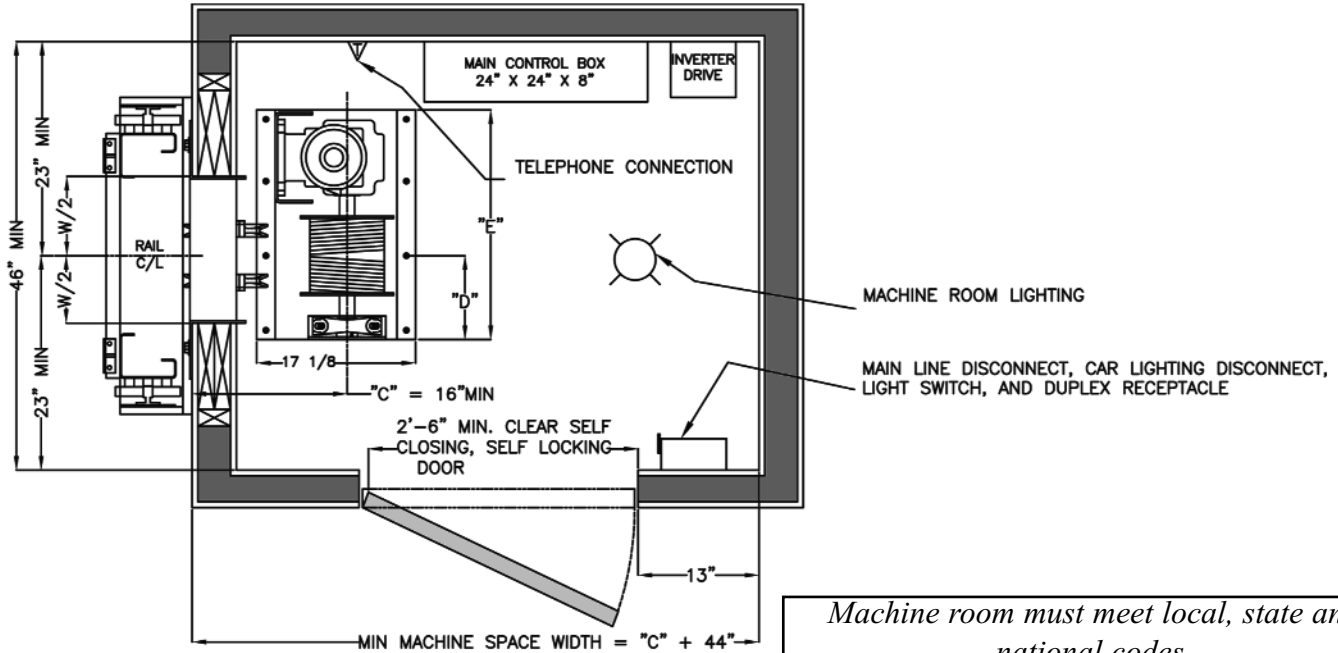 MAIN CONTROL BOX
24" X 24" X 8"
INVERTER
DRIVE
T
TELEPHONE CONNECTION
46" MIN
23" MIN
W/2
W/2
23" MIN
RAIL
C/L
"E"
"D"
17 1/8
"C" = 16"MIN
MACHINE ROOM LIGHTING
MAIN LINE DISCONNECT, CAR LIGHTING DISCONNECT,
LIGHT SWITCH, AND DUPLEX RECEPTACLE
2'-6" MIN. CLEAR SELF
CLOSING, SELF LOCKING
DOOR
13"
MIN MACHINE SPACE WIDTH = "C" + 44"
Machine room must meet local, state an
national codes